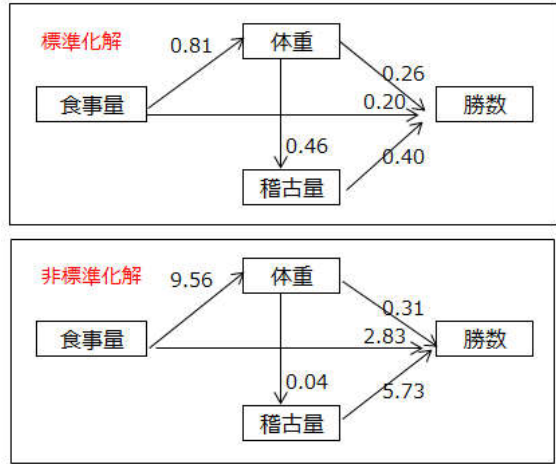 標準化解
0.81
体重
0.26
食事量
0.20
勝数
0.46
0.40
稽古量
非標準化解
9.56
体重
0.31
食事量
2.83
勝数
0.04
5.73
稽古量